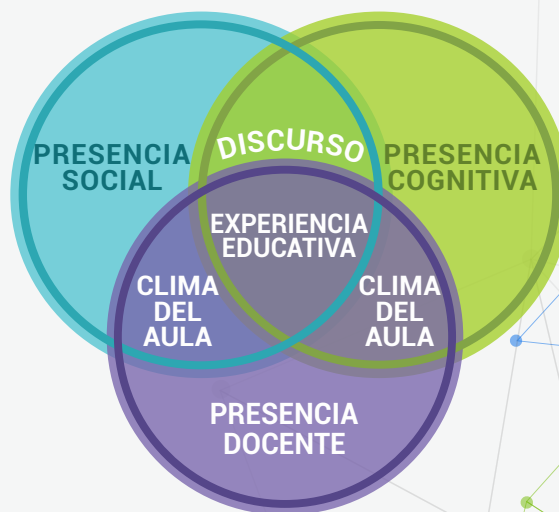 DISCURSO
PRESENCIA
SOCIAL
PRESENCIA
COGNITIVA
EXPERIENCIA
EDUCATIVA
CLIMA
DEL
AULA
CLIMA
DEL
AULA
PRESENCIA
DOCENTE